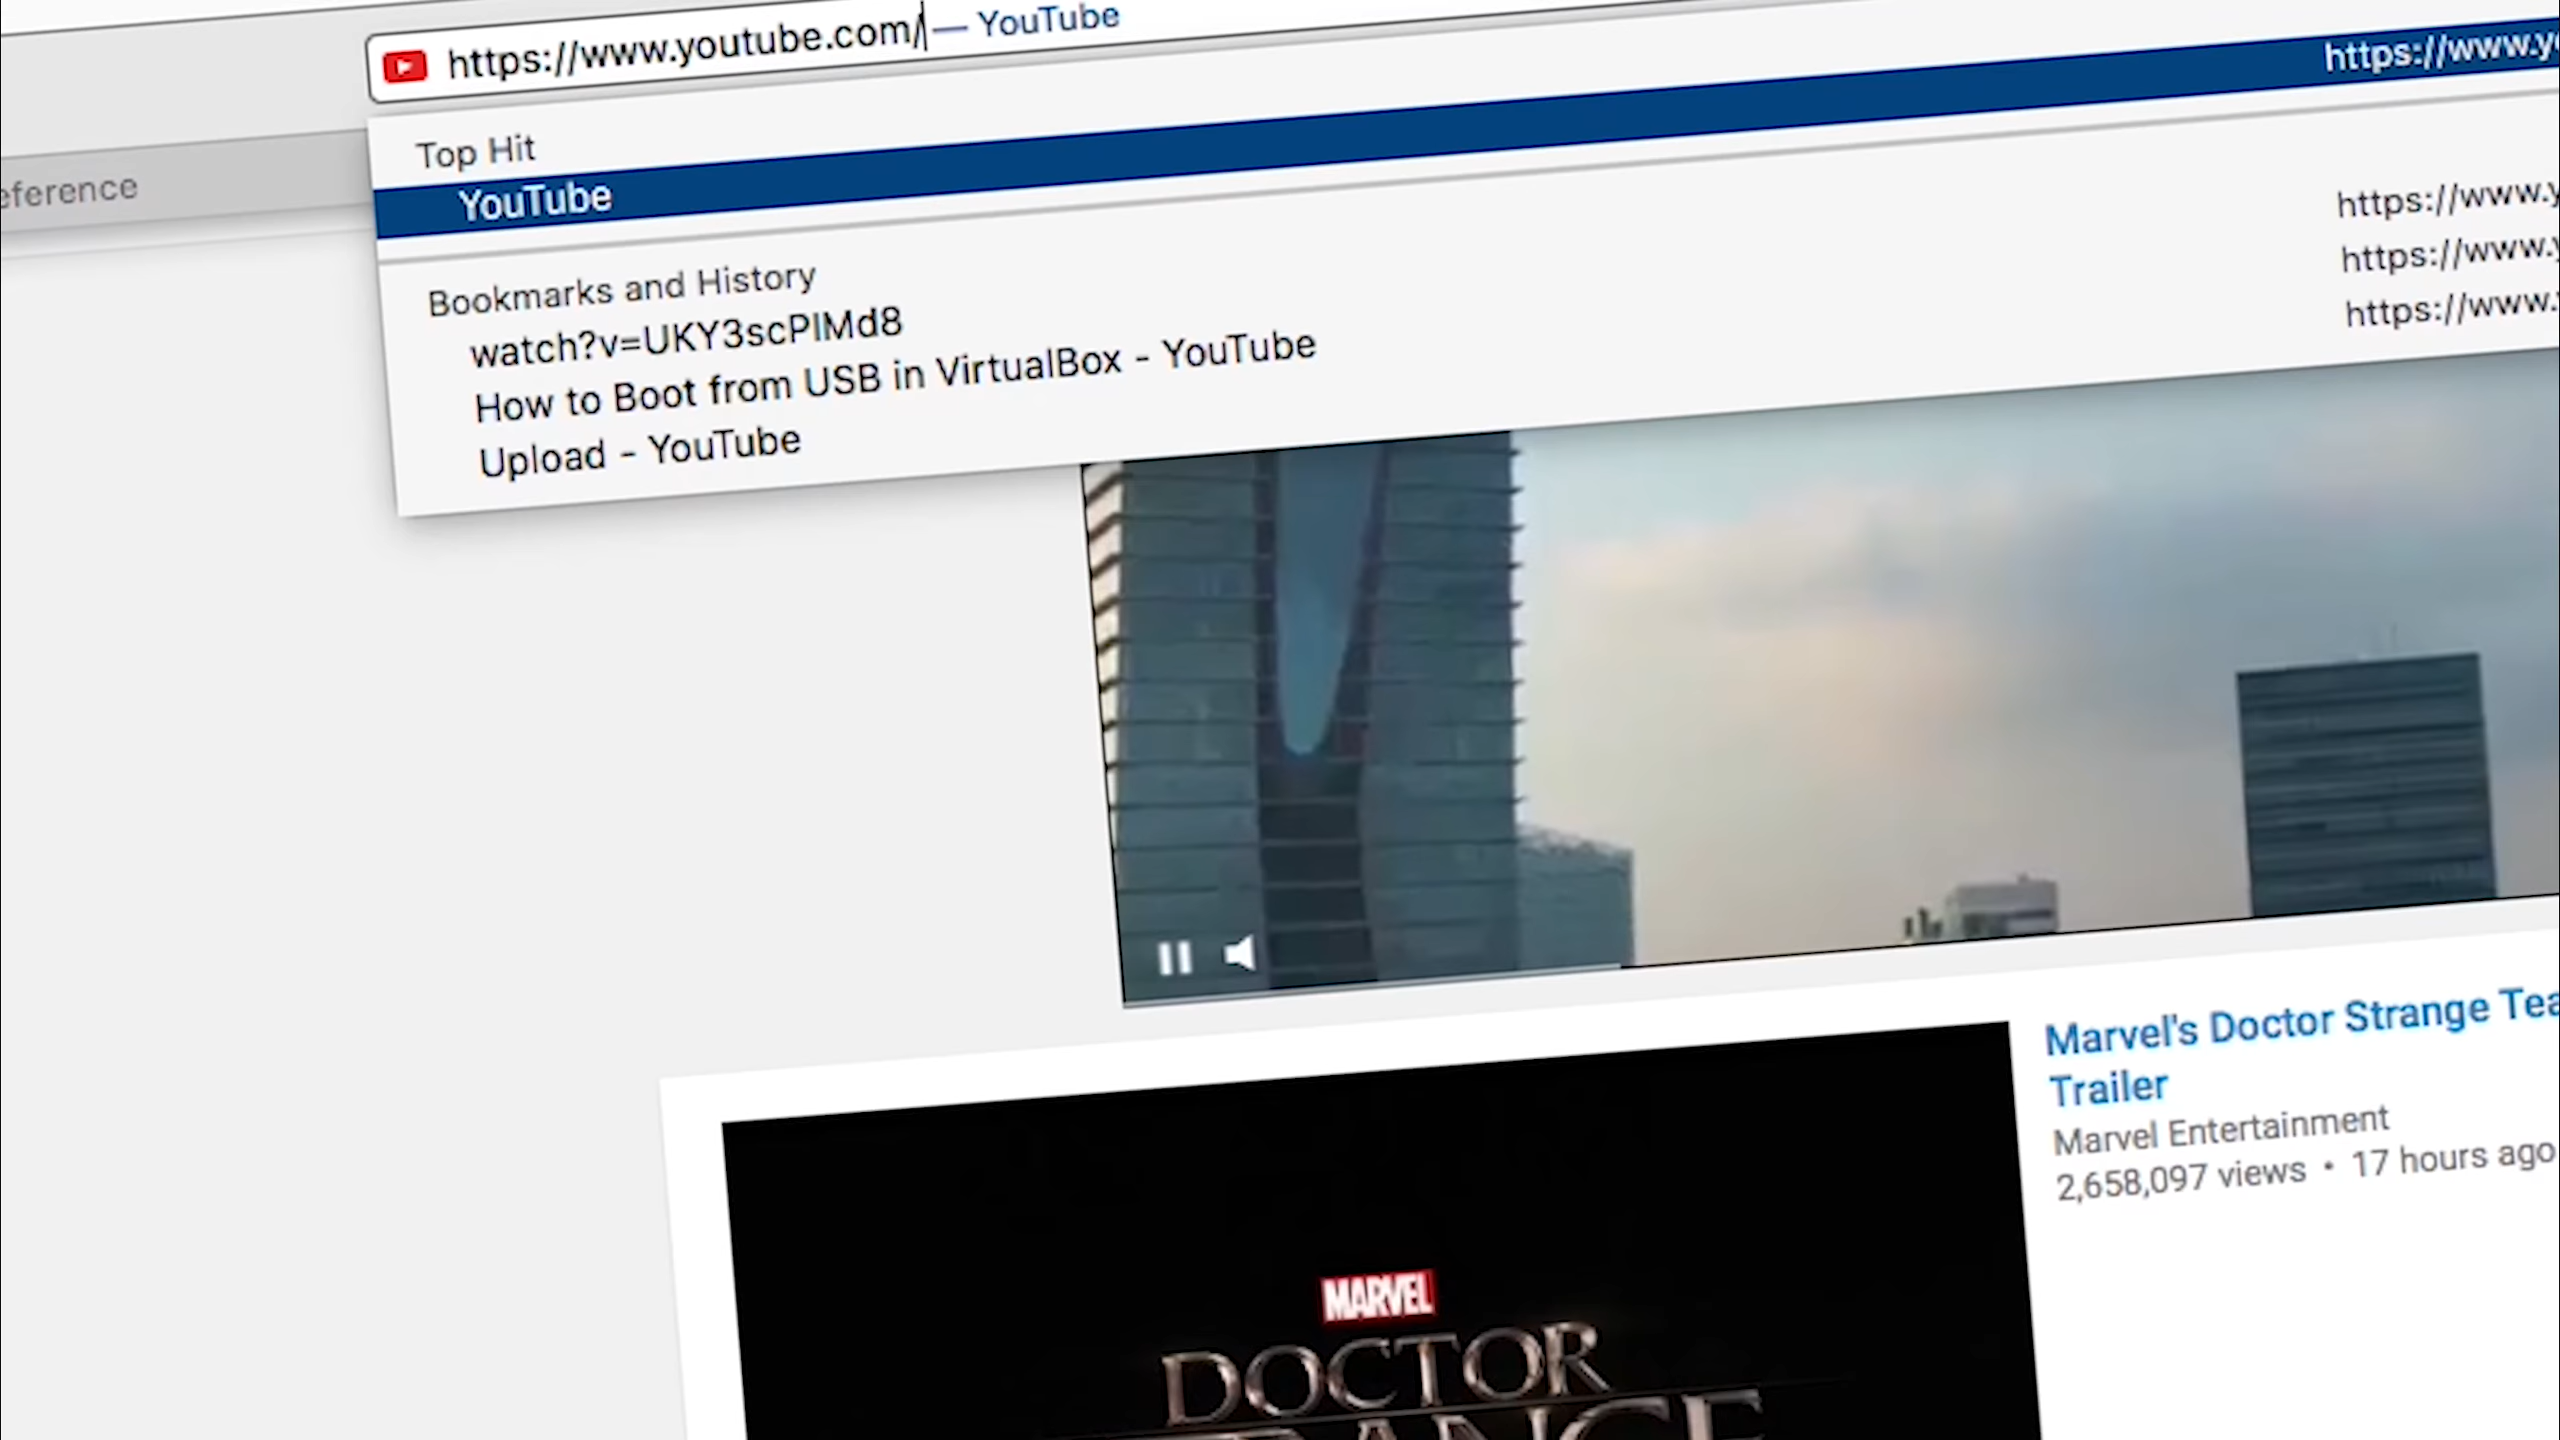 https://www.youtube.com/ — YouTube
Top Hit
YouTube
https://www.y
eference
Bookmarks and History
watch?v=UKY3scPlMd8
https://www.y
How to Boot from USB in VirtualBox - YouTube
https://www.y
Upload - YouTube
https://www.y
Marvel's Doctor Strange Tea
Trailer
Marvel Entertainment
2,658,097 views • 17 hours ago
MARVEL
DOCTOR